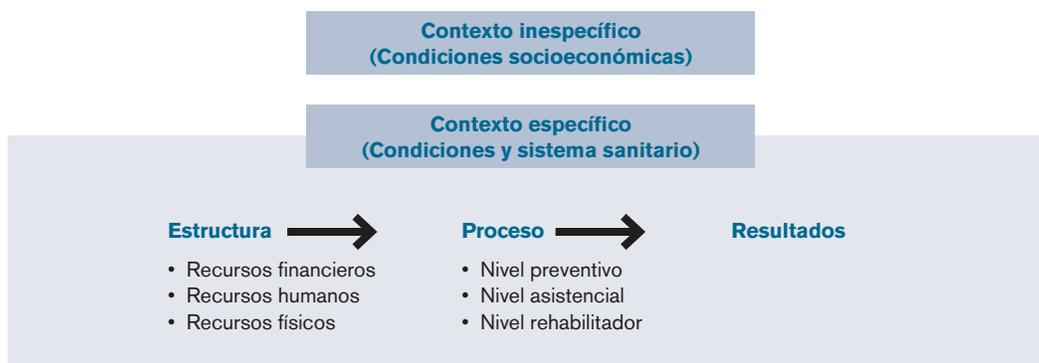 Contexto inespecífico
(Condiciones socioeconómicas)
Contexto específico
(Condiciones y sistema sanitario)
Estructura
• Recursos financieros
• Recursos humanos
• Recursos físicos
Proceso
• Nivel preventivo
• Nivel asistencial
• Nivel rehabilitador
Resultados